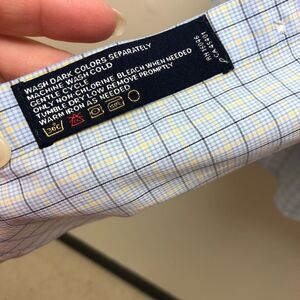 WASH DARK COLORS SEPARATELY
MACHINE WASH COLD
GENTLE CYCLE
ONLY NON-CHLORINE BLEACH WHEN NEEDED
TUMBLE DRY LOW REMOVE PROMPTLY
WARM IRON AS NEEDED